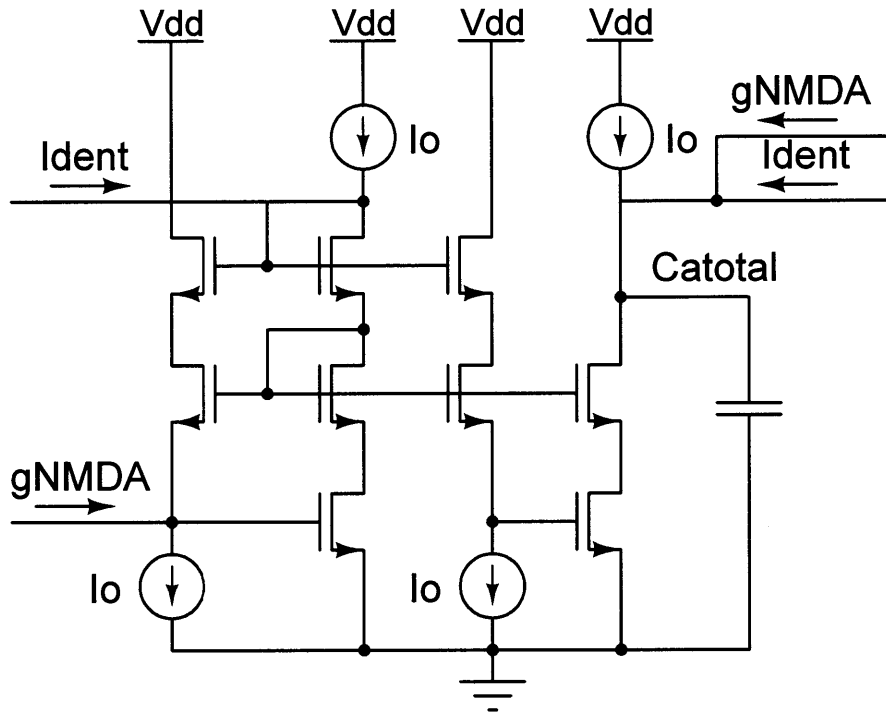 Vdd Vdd Vdd Vdd
gNMDA
Io Io
Ident Ident
Catotal
gNMDA
Io Io